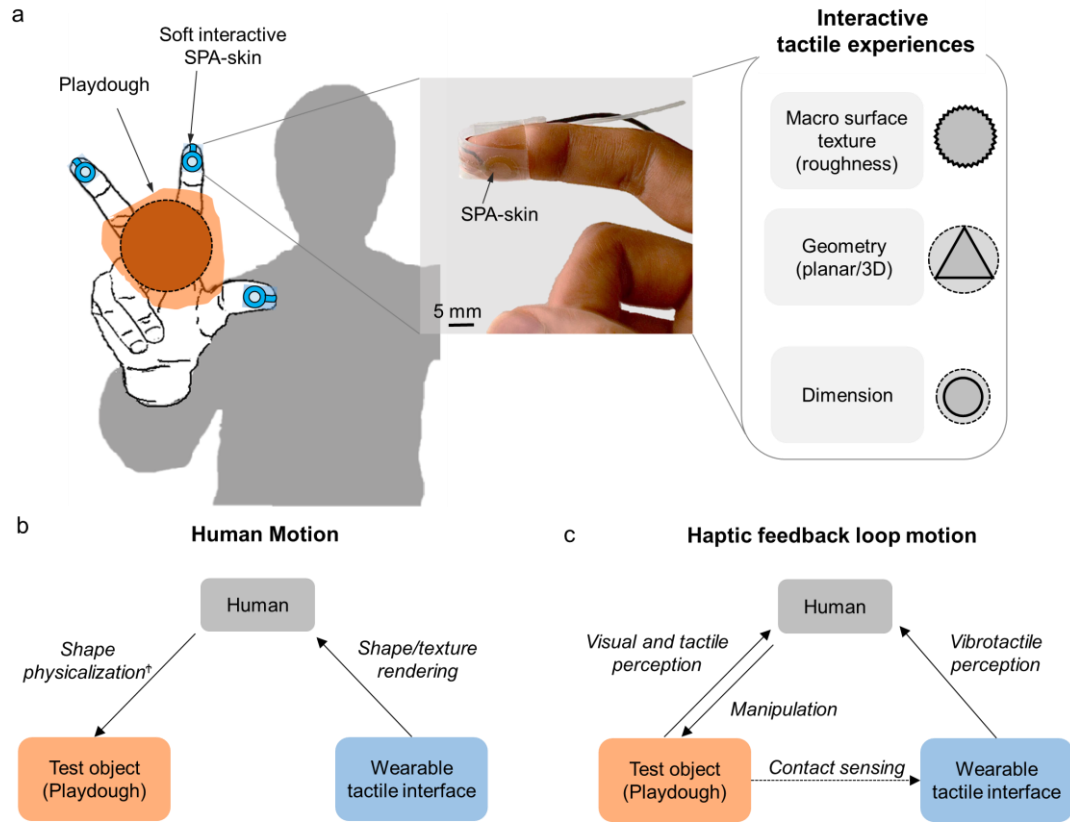 a
Soft interactive
SPA-skin
Playdough
SPA-skin
5 mm
Interactive
tactile experiences
Macro surface
texture
(roughness)
Geometry
(planar/3D)
Dimension
b
Human Motion
Human
Shape
physicalization†
Shape/texture
rendering
Test object
(Playdough)
Wearable
tactile interface
c
Haptic feedback loop motion
Human
Visual and tactile
perception
Vibrotactile
perception
Manipulation
Contact sensing
Test object
(Playdough)
Wearable
tactile interface